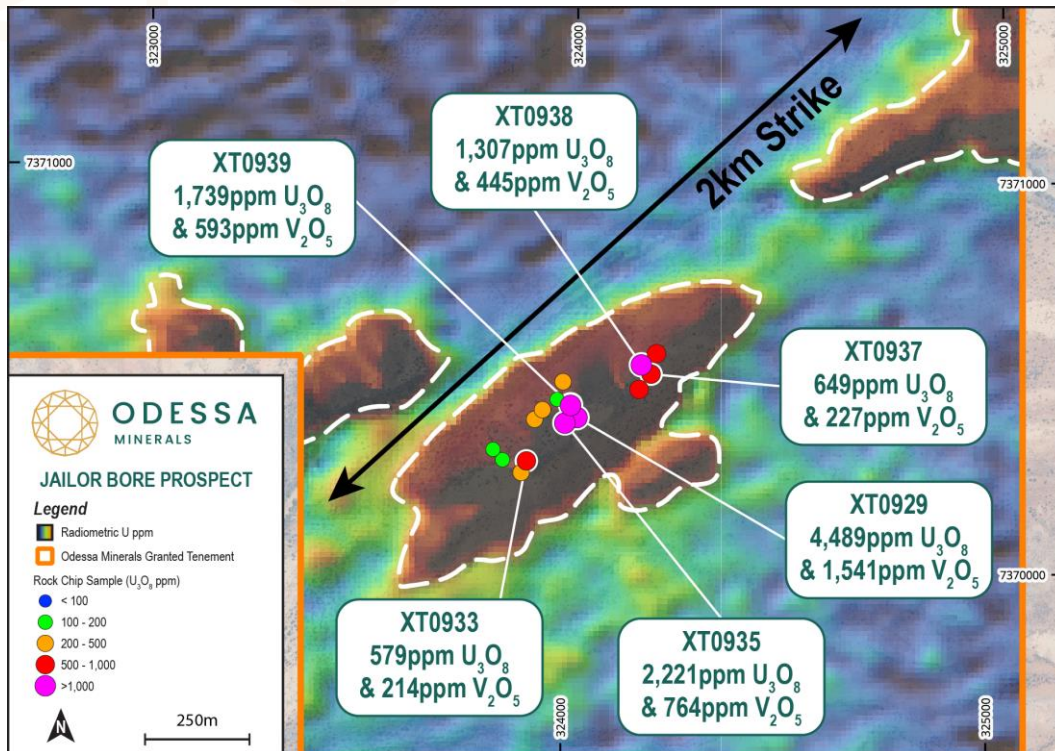 323000
324000
325000
7371000
7371000
2km Strike
XT0939
1,739ppm U₃O₈
& 593ppm V₂O₅
XT0938
1,307ppm U₃O₈
& 445ppm V₂O₅
XT0937
649ppm U₃O₈
& 227ppm V₂O₅
XT0929
4,489ppm U₃O₈
& 1,541ppm V₂O₅
XT0933
579ppm U₃O₈
& 214ppm V₂O₅
XT0935
2,221ppm U₃O₈
& 764ppm V₂O₅
7370000
324000
325000
ODESSA
MINERALS
JAILOR BORE PROSPECT
Legend
Radiometric U ppm
Odessa Minerals Granted Tenement
Rock Chip Sample (U₃O₈ ppm)
< 100
100 - 200
200 - 500
500 - 1,000
>1,000
N
250m